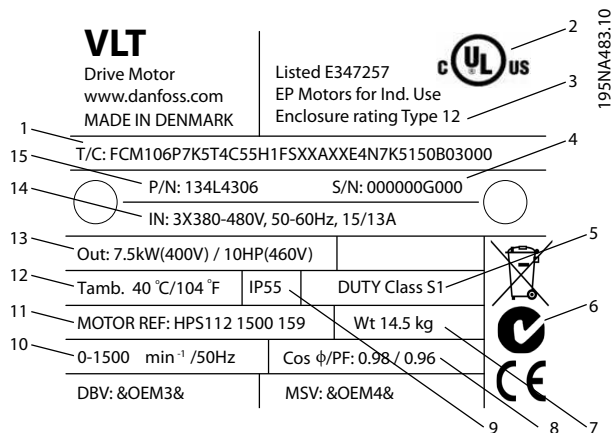 VLT
Drive Motor
www.danfoss.com
MADE IN DENMARK
Listed E347257
EP Motors for Ind. Use
Enclosure rating Type 12
C UL US
195NA483.10
2
3
1
T/C: FCM106P7K5T4C55H1FSXXAXXE4N7K5150B03000
4
15
P/N: 134L4306 S/N: 000000G000
14
IN: 3X380-480V, 50-60Hz, 15/13A
13
Out: 7.5kW(400V) / 10HP(460V)
5
12
Tamb. 40 °C/104 °F IP55 DUTY Class S1
11
MOTOR REF: HPS112 1500 159 Wt 14.5 kg
6
10
0-1500 min⁻¹ /50Hz Cos ϕ/PF: 0.98 / 0.96
CE
DBV: &OEM3& MSV: &OEM4&
9 8 7